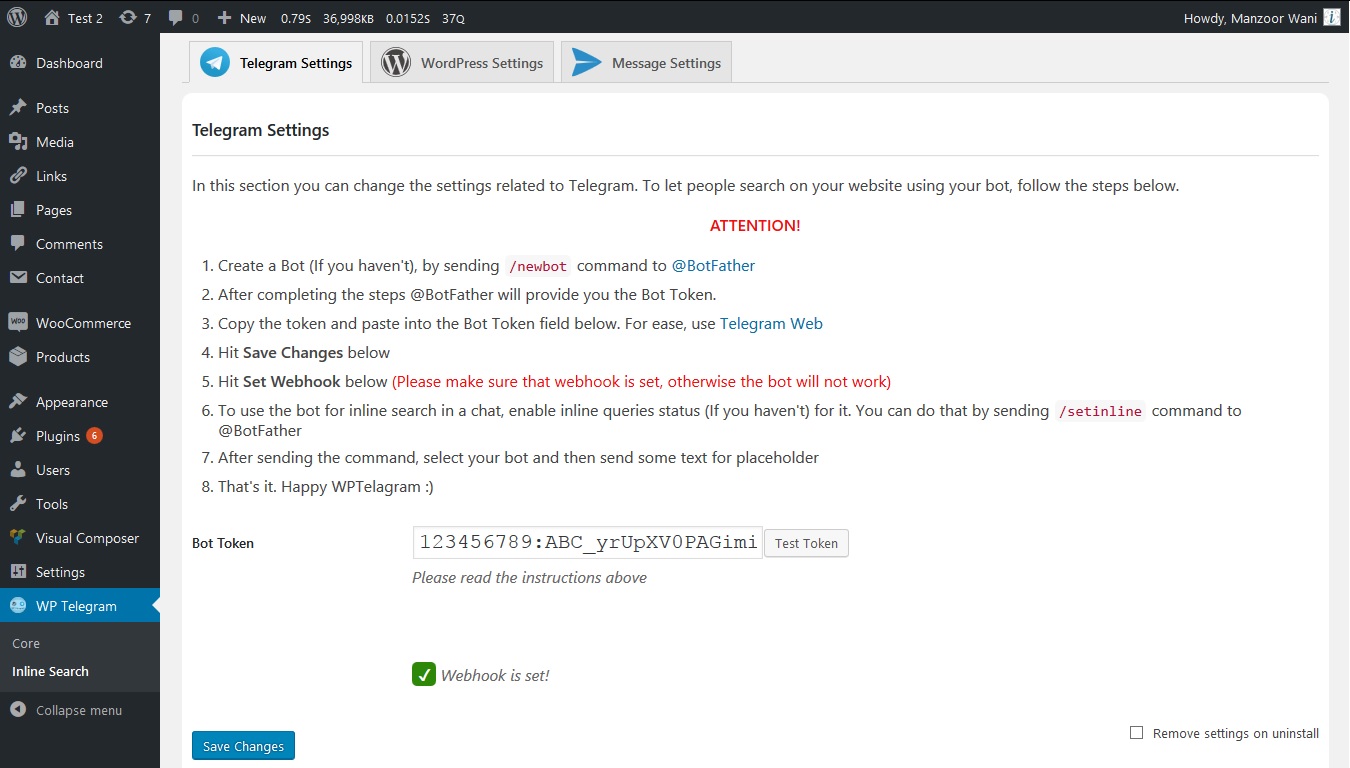 Test 2 7 0 New 0.79s 36,998KB 0.0152s 37Q Howdy, Manzoor Wani
Dashboard
Posts
Media
Links
Pages
Comments
Contact
Woo WooCommerce
Products
Appearance
Plugins 6
Users
Tools
Visual Composer
Settings
WP Telegram
Core
Inline Search
Collapse menu
Telegram Settings WordPress Settings Message Settings
Telegram Settings
In this section you can change the settings related to Telegram. To let people search on your website using your bot, follow the steps below.
ATTENTION!
1. Create a Bot (If you haven't), by sending /newbot command to @BotFather
2. After completing the steps @BotFather will provide you the Bot Token.
3. Copy the token and paste into the Bot Token field below. For ease, use Telegram Web
4. Hit Save Changes below
5. Hit Set Webhook below (Please make sure that webhook is set, otherwise the bot will not work)
6. To use the bot for inline search in a chat, enable inline queries status (If you haven't) for it. You can do that by sending /setinline command to
@BotFather
7. After sending the command, select your bot and then send some text for placeholder
8. That's it. Happy WPTelagram :)
Bot Token 123456789:ABC_yrUpXV0PAGimi Test Token
Please read the instructions above
Webhook is set!
Remove settings on uninstall
Save Changes